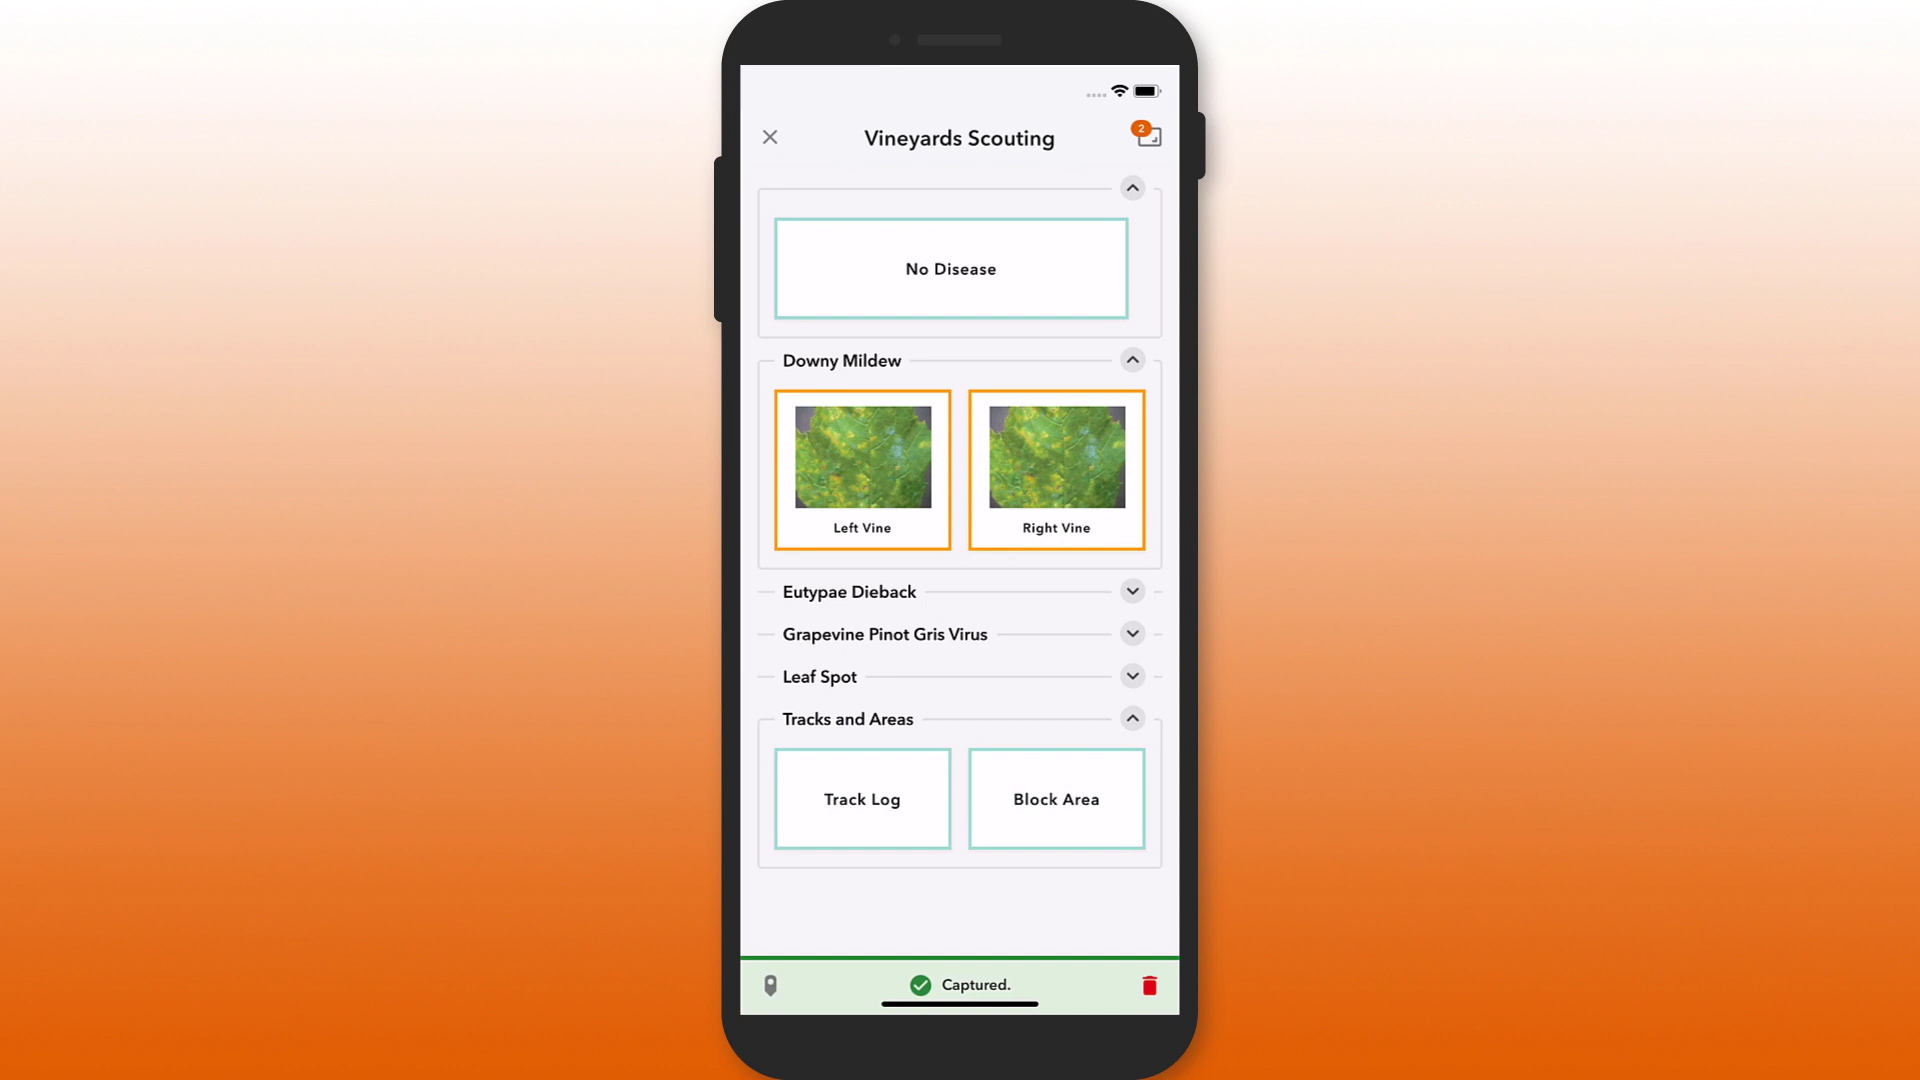 Vineyards Scouting
2
No Disease
Downy Mildew
Left Vine
Right Vine
Eutypae Dieback
Grapevine Pinot Gris Virus
Leaf Spot
Tracks and Areas
Track Log
Block Area
Captured.